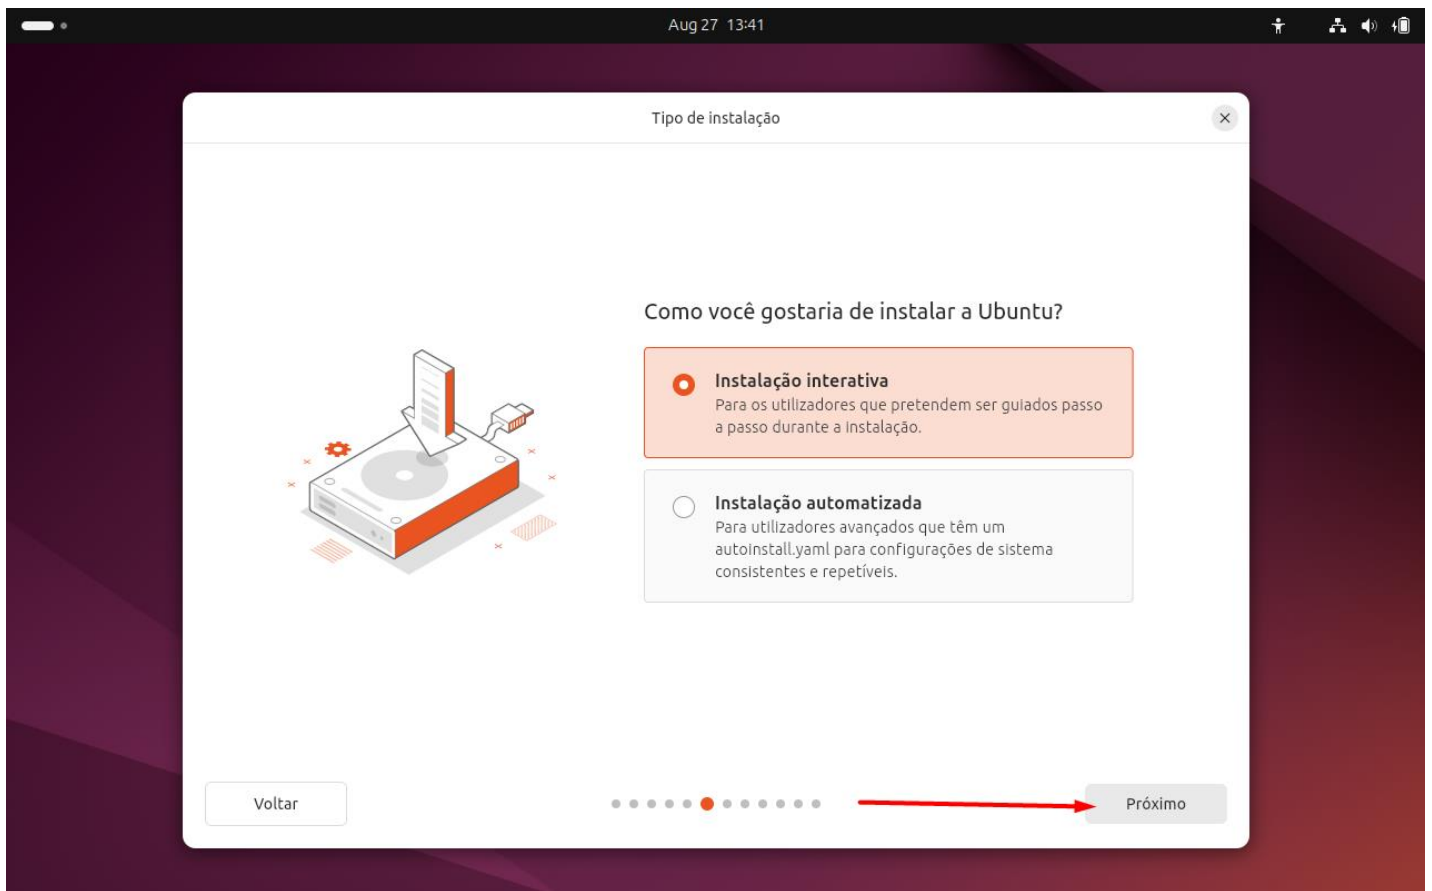 Aug 27 13:41
Tipo de instalação
Como você gostaria de instalar a Ubuntu?
Instalação interativa
Para os utilizadores que pretendem ser guiados passo
a passo durante a instalação.
Instalação automatizada
Para utilizadores avançados que têm um
autoinstall.yaml para configurações de sistema
consistentes e repetíveis.
Voltar
Próximo